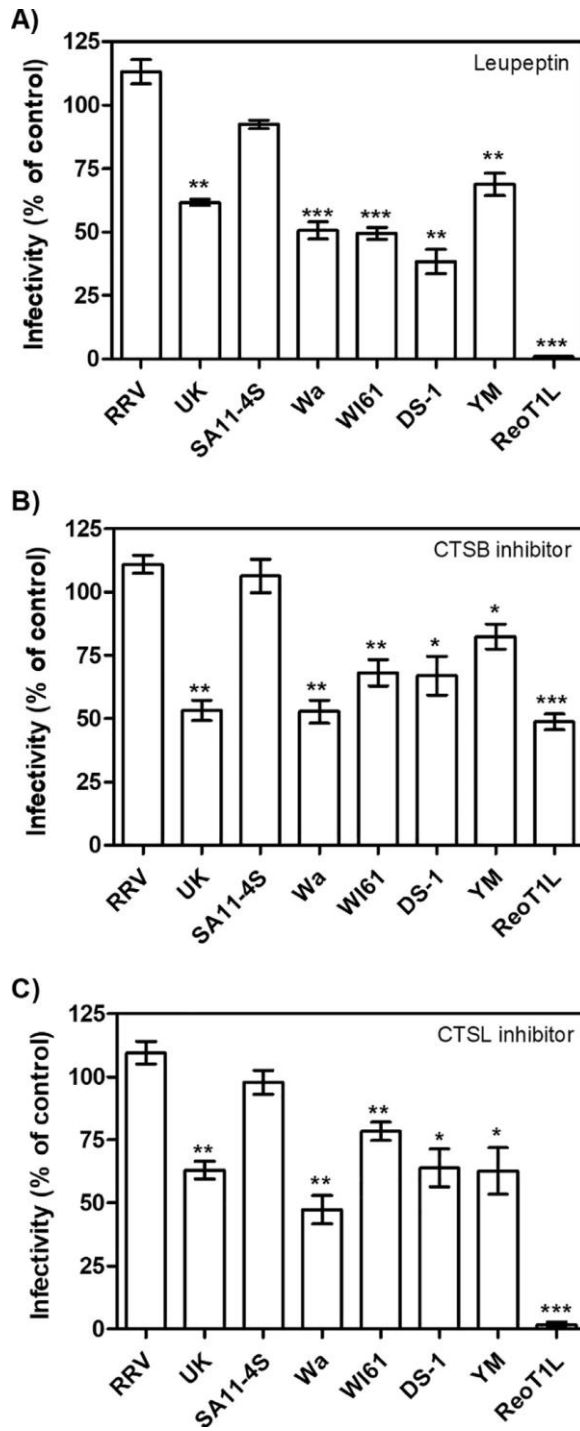 A)
Leupeptin
Infectivity (% of control)
125
100
75
50
25
0
**
***
***
**
**
***
RRV
UK
SA11-4S
Wa
WI61
DS-1
YM
ReoT1L
B)
CTSB inhibitor
Infectivity (% of control)
125
100
75
50
25
0
**
**
**
*
*
***
RRV
UK
SA11-4S
Wa
WI61
DS-1
YM
ReoT1L
C)
CTSL inhibitor
Infectivity (% of control)
125
100
75
50
25
0
**
**
**
*
*
***
RRV
UK
SA11-4S
Wa
WI61
DS-1
YM
ReoT1L